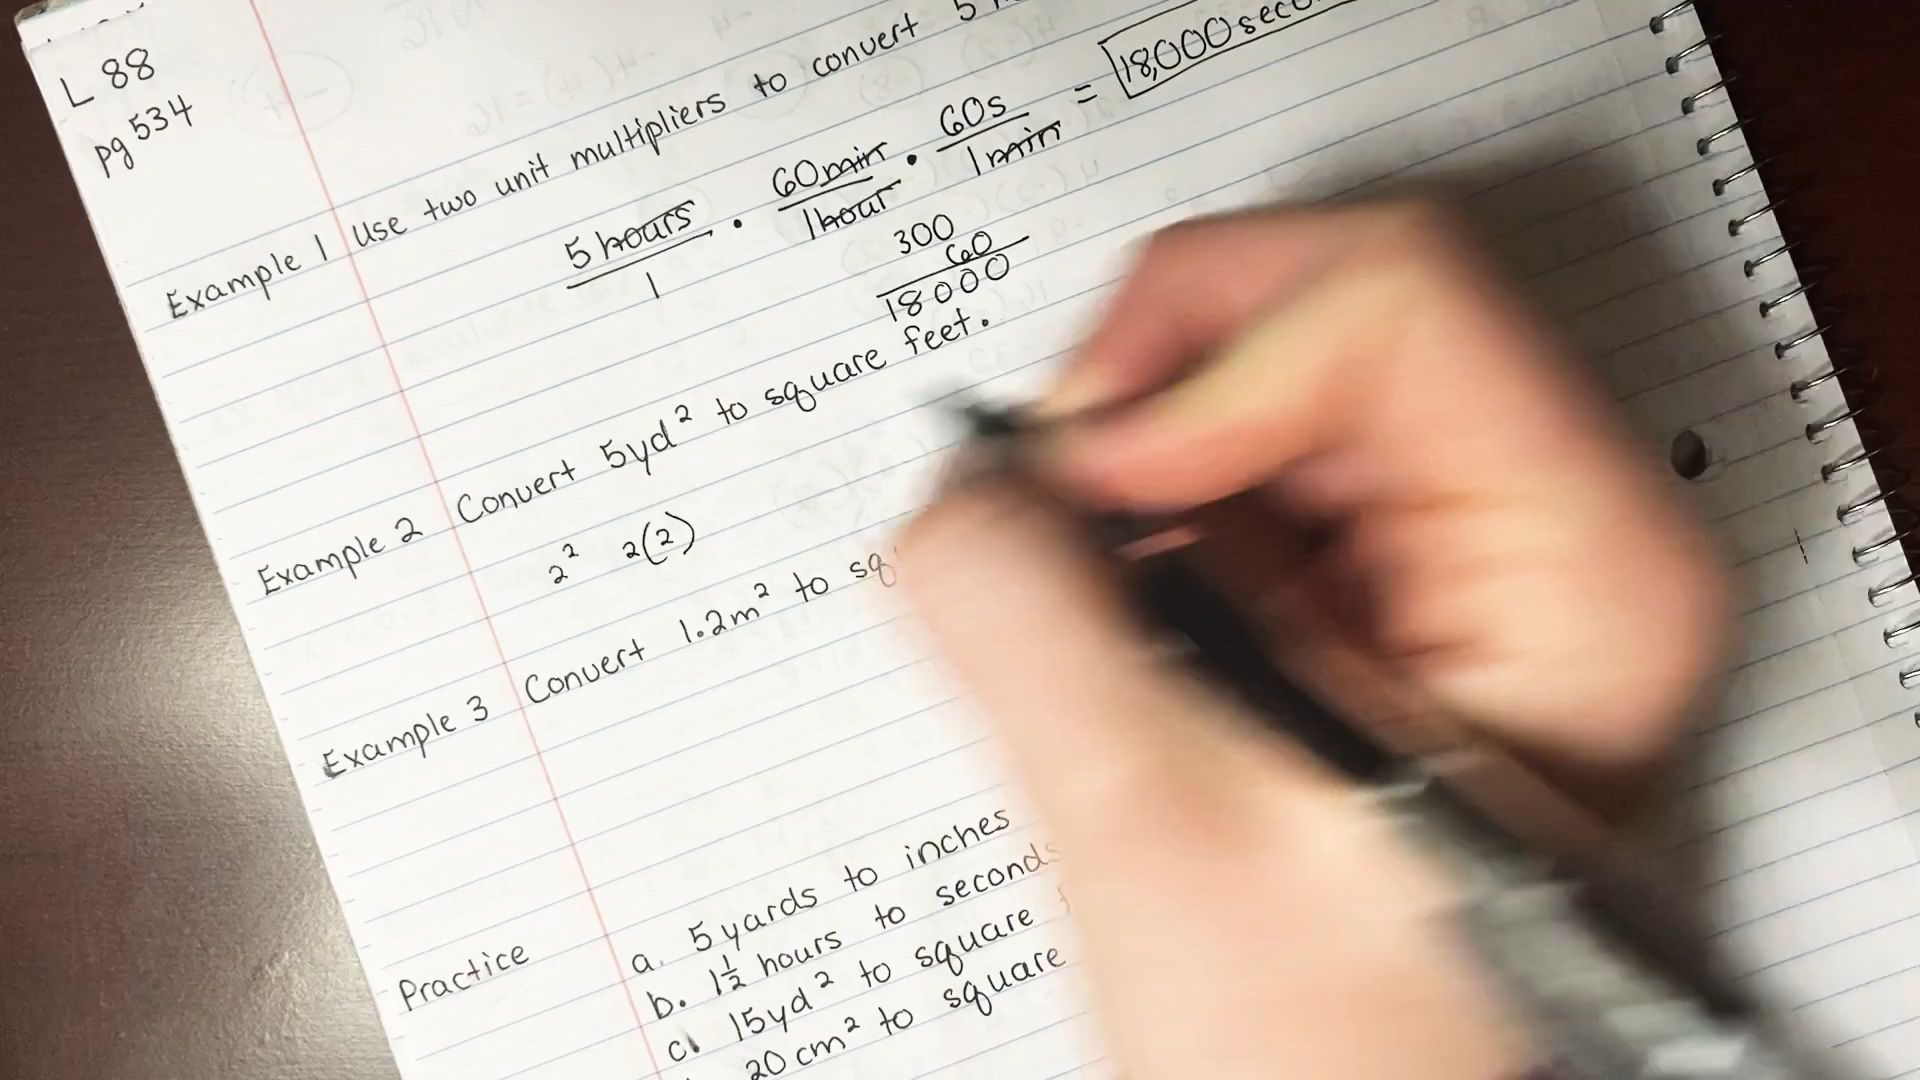 L 88
pg 534
Example 1 Use two unit multipliers to convert 5
5 hours/1 · 60 min/1 hour · 60 s/1 min = 18,000 seco
300
60
18000
Example 2 Convert 5yd² to square feet.
2² 2(2)
Example 3 Convert 1.2m² to sq
Practice
a. 5 yards to inches
b. 1½ hours to seconds
c. 15yd² to square
20 cm² to square